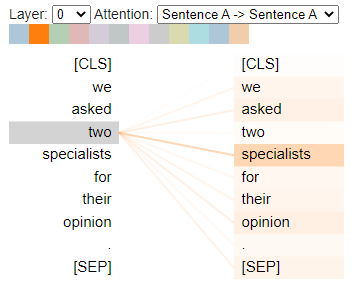 Layer: 0 Attention: Sentence A -> Sentence A
[CLS] [CLS]
we we
asked asked
two two
specialists specialists
for for
their their
opinion opinion
. .
[SEP] [SEP]